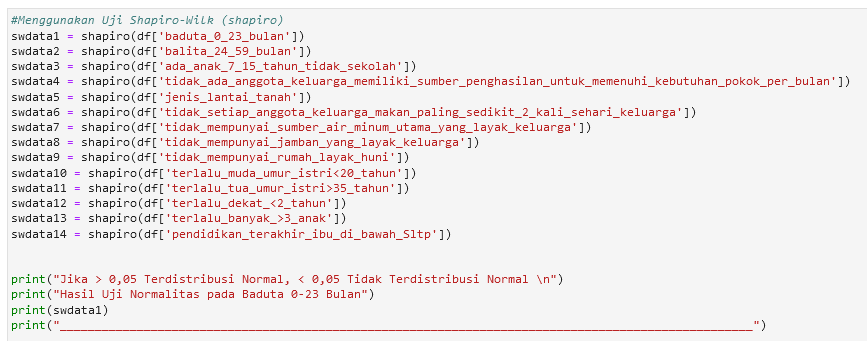 #Menggunakan Uji Shapiro-Wilk (shapiro)
swdata1 = shapiro(df['baduta_0_23_bulan'])
swdata2 = shapiro(df['balita_24_59_bulan'])
swdata3 = shapiro(df['ada_anak_7_15_tahun_tidak_sekolah'])
swdata4 = shapiro(df['tidak_ada_anggota_keluarga_memiliki_sumber_penghasilan_untuk_memenuhi_kebutuhan_pokok_per_bulan'])
swdata5 = shapiro(df['jenis_lantai_tanah'])
swdata6 = shapiro(df['tidak_setiap_anggota_keluarga_makan_paling_sedikit_2_kali_sehari_keluarga'])
swdata7 = shapiro(df['tidak_mempunyai_sumber_air_minum_utama_yang_layak_keluarga'])
swdata8 = shapiro(df['tidak_mempunyai_jamban_yang_layak_keluarga'])
swdata9 = shapiro(df['tidak_mempunyai_rumah_layak_huni'])
swdata10 = shapiro(df['terlalu_muda_umur_istri<20_tahun'])
swdata11 = shapiro(df['terlalu_tua_umur_istri>35_tahun'])
swdata12 = shapiro(df['terlalu_dekat_<2_tahun'])
swdata13 = shapiro(df['terlalu_banyak_>3_anak'])
swdata14 = shapiro(df['pendidikan_terakhir_ibu_di_bawah_Sltp'])
print("Jika > 0,05 Terdistribusi Normal, < 0,05 Tidak Terdistribusi Normal \n")
print("Hasil Uji Normalitas pada Baduta 0-23 Bulan")
print(swdata1)
print("___________________________________________________________________________________________________")